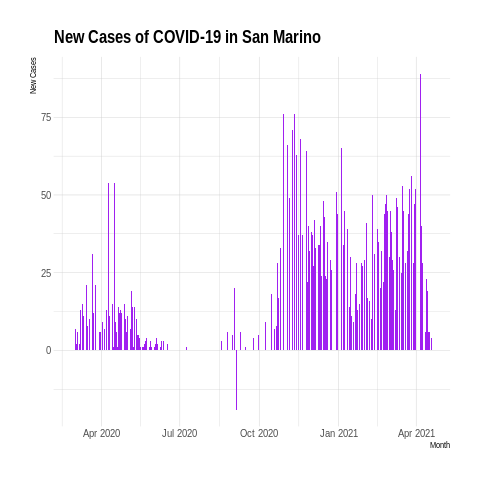 New Cases of COVID-19 in San Marino
New Cases
75
50
25
0
Apr 2020 Jul 2020 Oct 2020 Jan 2021 Apr 2021
Month